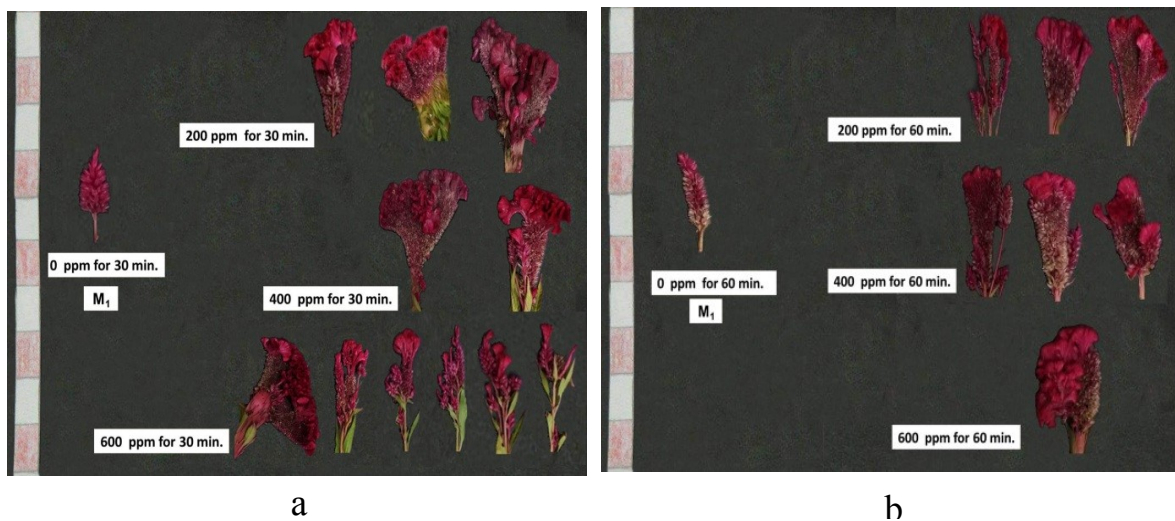 200 ppm for 30 min.
0 ppm for 30 min.
M1
400 ppm for 30 min.
600 ppm for 30 min.
a
200 ppm for 60 min.
0 ppm for 60 min.
M1
400 ppm for 60 min.
600 ppm for 60 min.
b